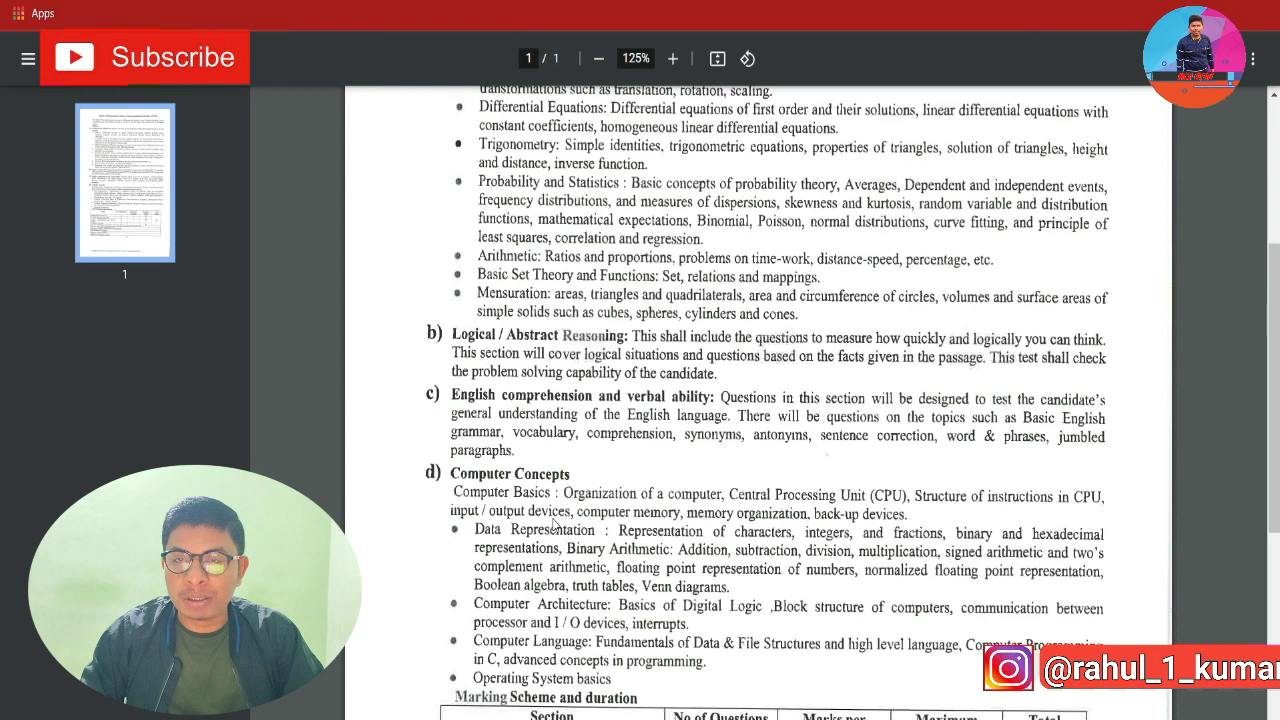 Apps
Subscribe
1 / 1
125%
1
transformations such as translation, rotation, scaling.
Differential Equations: Differential equations of first order and their solutions, linear differential equations with
constant coefficients, homogeneous linear differential equations.
Trigonometry: Simple identifies, trigonometric equations, properties of triangles, solution of triangles, height
and distance, inverse function.
Probability and Statistics : Basic concepts of probability theory, Averages, Dependent and independent events,
frequency distributions, and measures of dispersions, skewness and kurtosis, random variable and distribution
functions, mathematical expectations, Binomial, Poisson, normal distributions, curve fitting, and principle of
least squares, correlation and regression.
Arithmetic: Ratios and proportions, problems on time-work, distance-speed, percentage, etc.
Basic Set Theory and Functions: Set, relations and mappings.
Mensuration: areas, triangles and quadrilaterals, area and circumference of circles, volumes and surface areas of
simple solids such as cubes, spheres, cylinders and cones.
b) Logical / Abstract Reasoning: This shall include the questions to measure how quickly and logically you can think.
This section will cover logical situations and questions based on the facts given in the passage. This test shall check
the problem solving capability of the candidate.
c) English comprehension and verbal ability: Questions in this section will be designed to test the candidate's
general understanding of the English language. There will be questions on the topics such as Basic English
grammar, vocabulary, comprehension, synonyms, antonyms, sentence correction, word & phrases, jumbled
paragraphs.
d) Computer Concepts
Computer Basics : Organization of a computer, Central Processing Unit (CPU), Structure of instructions in CPU,
input / output devices, computer memory, memory organization, back-up devices.
Data Representation : Representation of characters, integers, and fractions, binary and hexadecimal
representations, Binary Arithmetic: Addition, subtraction, division, multiplication, signed arithmetic and two's
complement arithmetic, floating point representation of numbers, normalized floating point representation,
Boolean algebra, truth tables, Venn diagrams.
Computer Architecture: Basics of Digital Logic ,Block structure of computers, communication between
processor and I / O devices, interrupts.
Computer Language: Fundamentals of Data & File Structures and high level language, Computer Programming
in C, advanced concepts in programming.
Operating System basics
Marking Scheme and duration
Section No of Questions Marks per Maximum Total
@rahul_1_kumar